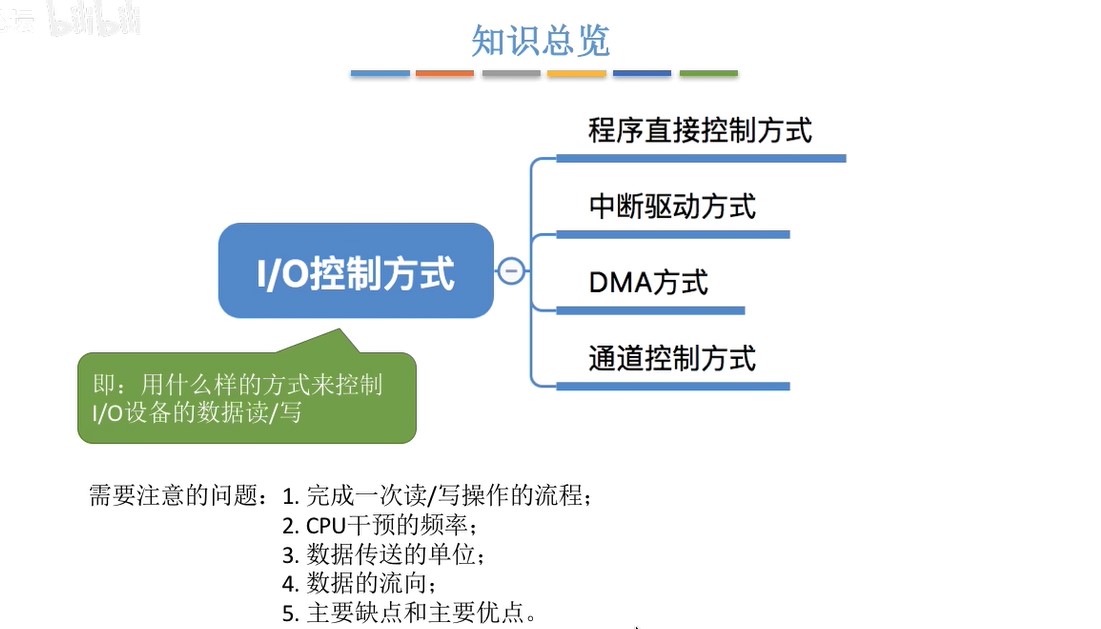 bilibili
知识总览
程序直接控制方式
中断驱动方式
I/O控制方式
DMA方式
通道控制方式
即：用什么样的方式来控制
I/O设备的数据读/写
需要注意的问题：1. 完成一次读/写操作的流程；
2. CPU干预的频率；
3. 数据传送的单位；
4. 数据的流向；
5. 主要缺点和主要优点。